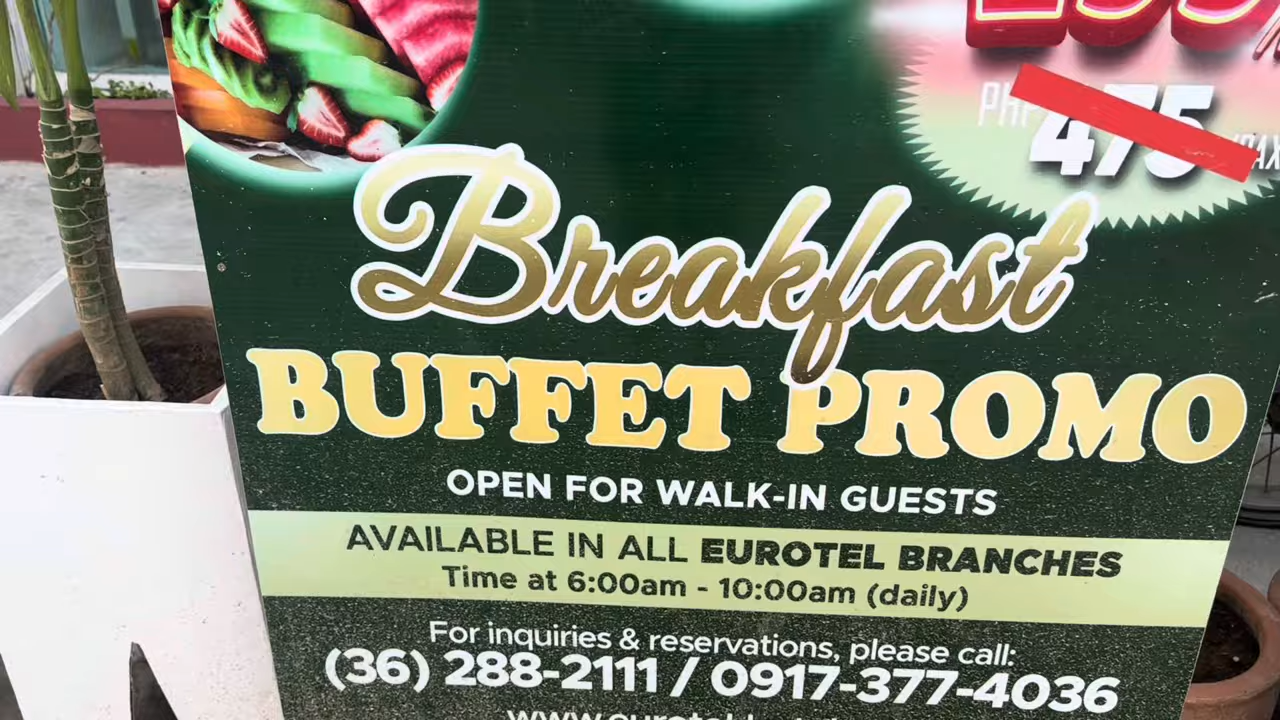 PHP 475 /PAX
Breakfast
BUFFET PROMO
OPEN FOR WALK-IN GUESTS
AVAILABLE IN ALL EUROTEL BRANCHES
Time at 6:00am - 10:00am (daily)
For inquiries & reservations, please call:
(36) 288-2111 / 0917-377-4036